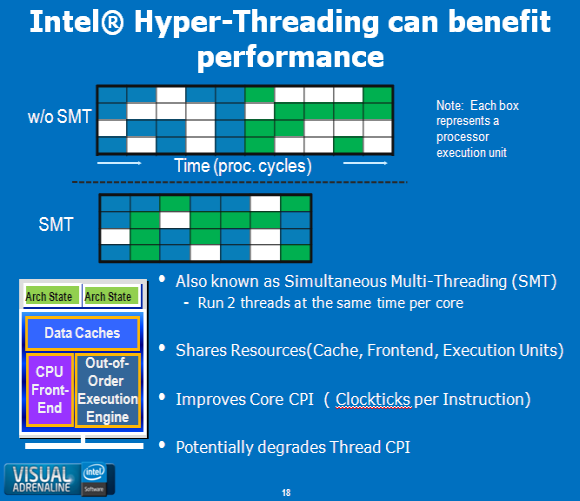 Intel® Hyper-Threading can benefit
performance
w/o SMT
Note: Each box
represents a
processor
execution unit
Time (proc. cycles)
SMT
Arch State Arch State
Data Caches
CPU
Front-
End
Out-of-
Order
Execution
Engine
• Also known as Simultaneous Multi-Threading (SMT)
- Run 2 threads at the same time per core
• Shares Resources(Cache, Frontend, Execution Units)
• Improves Core CPI ( Clockticks per Instruction)
• Potentially degrades Thread CPI
VISUAL
ADRENALINE
intel
Software
18